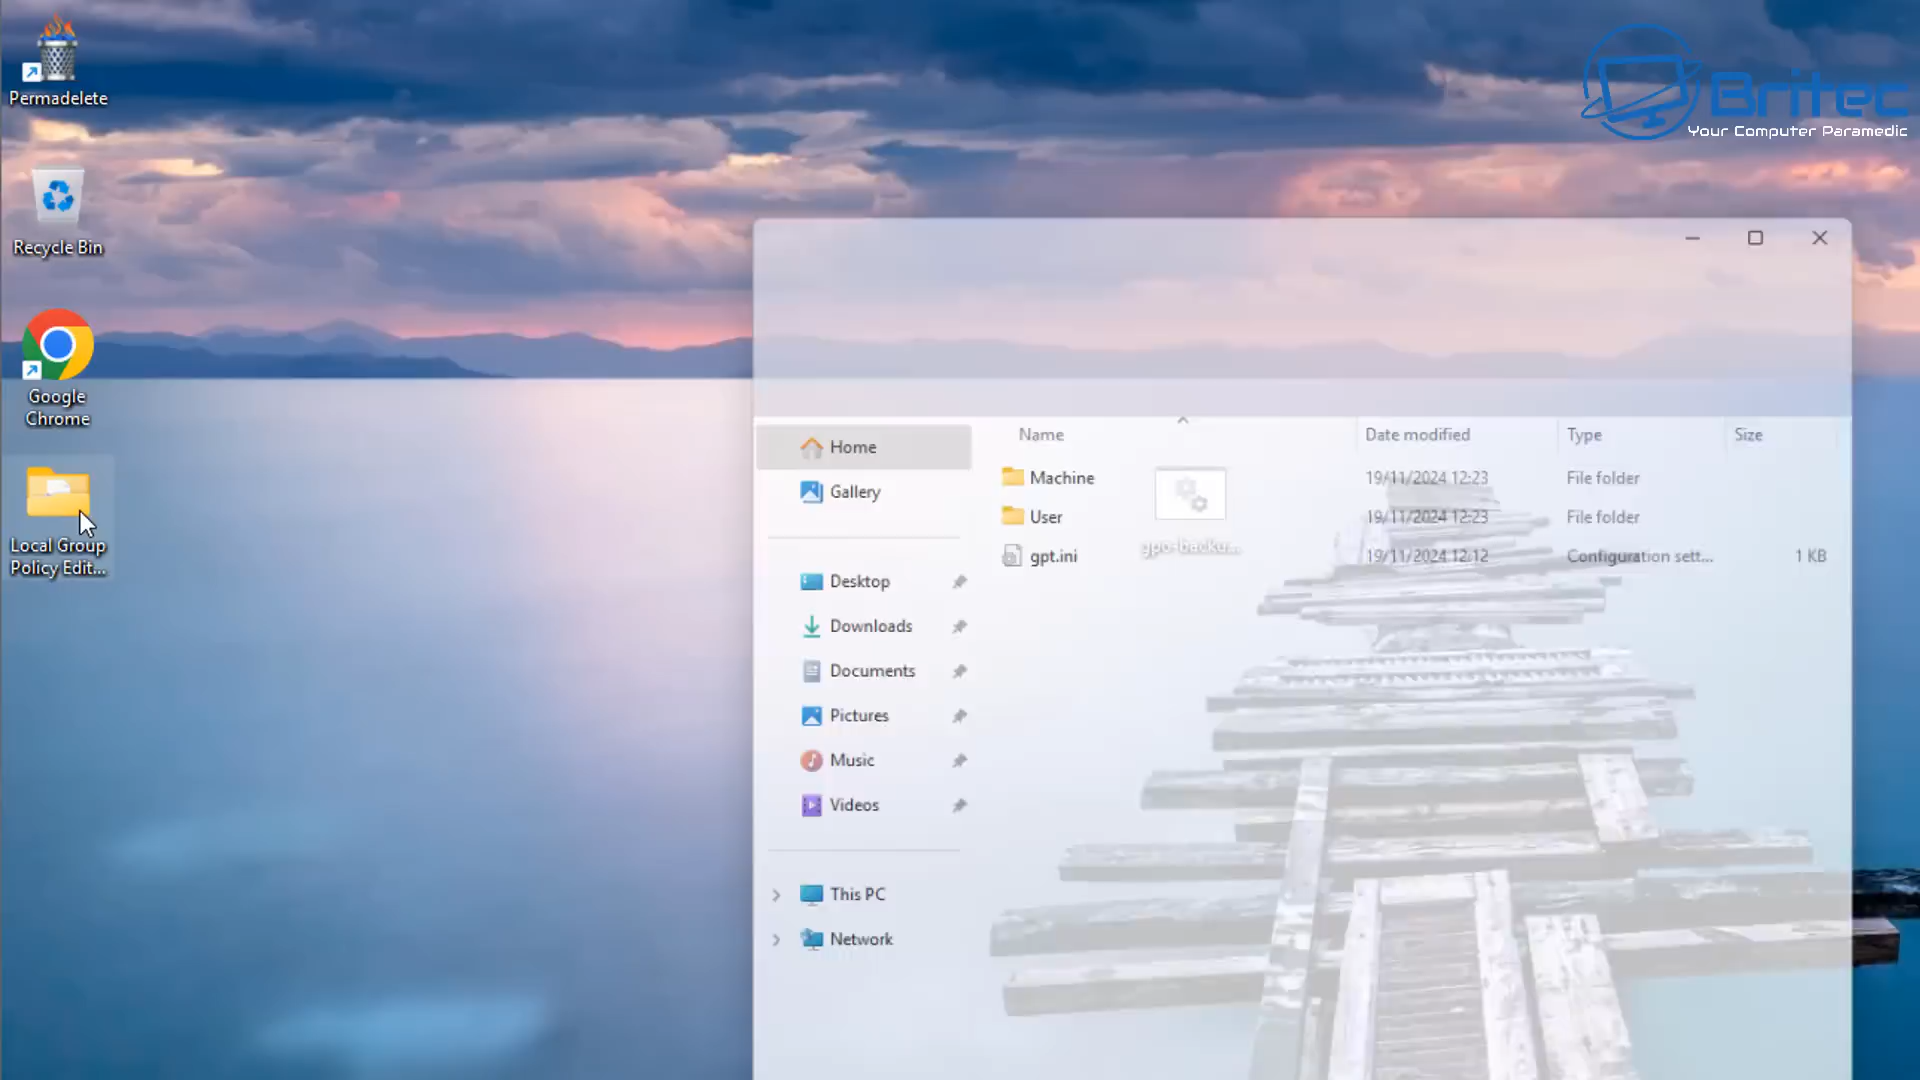 Permadelete
Recycle Bin
Google
Chrome
Local Group
Policy Edit...
Britec
Your Computer Paramedic
Home
Gallery
Desktop
Downloads
Documents
Pictures
Music
Videos
This PC
Network
Name
Date modified
Type
Size
Machine
19/11/2024 12:23
File folder
User
19/11/2024 12:23
File folder
gpt.ini
19/11/2024 12:12
Configuration sett...
1 KB
gpo-backu...